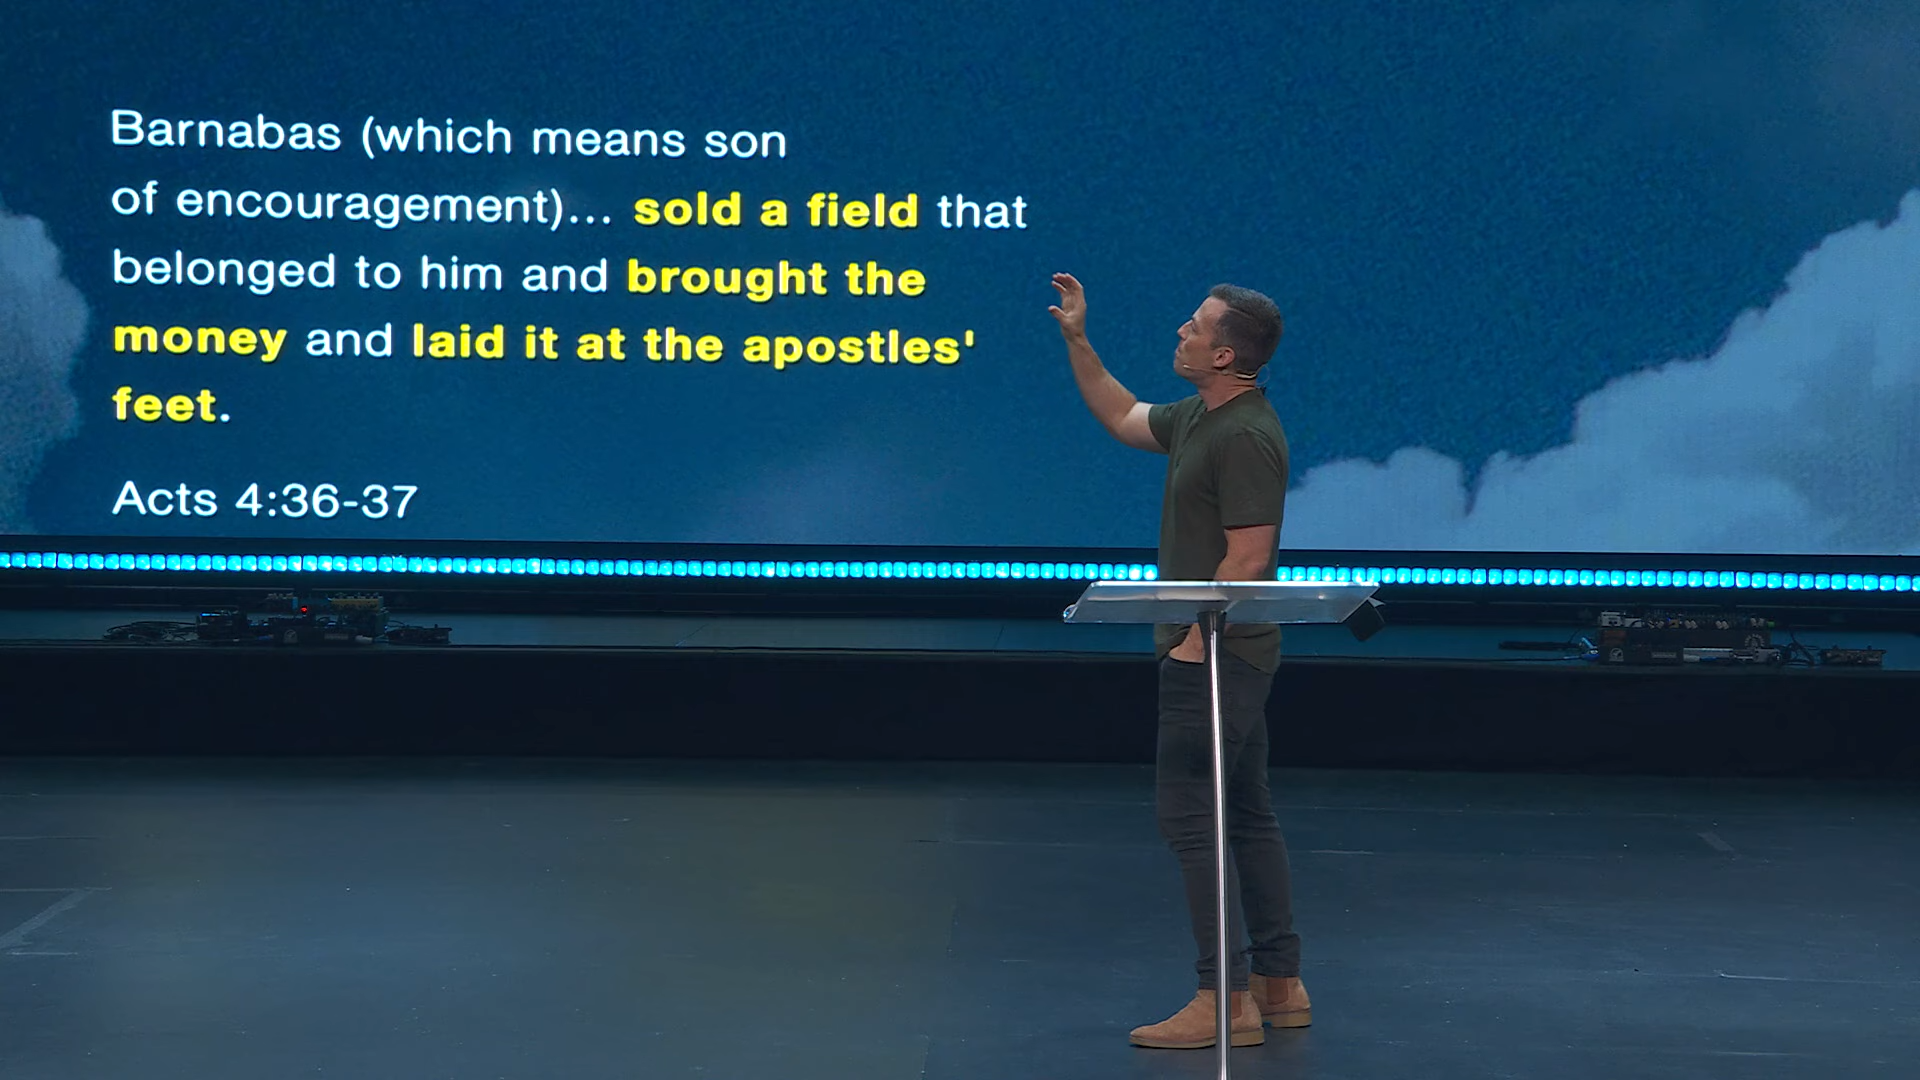 Barnabas (which means son
of encouragement)... sold a field that
belonged to him and brought the
money and laid it at the apostles'
feet.
Acts 4:36-37